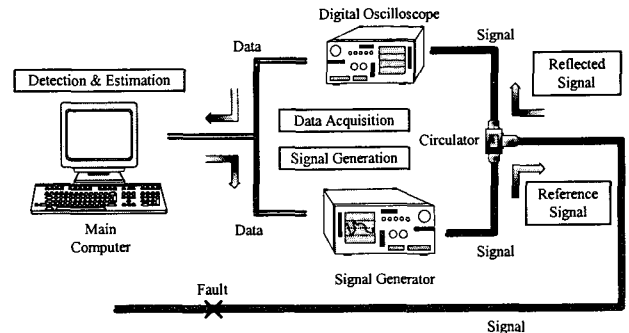 Digital Oscilloscope
Data
Signal
Detection & Estimation
Reflected
Signal
Data Acquisition
Circulator
Signal Generation
Reference
Signal
Main
Computer
Data
Signal
Signal Generator
Fault
Signal